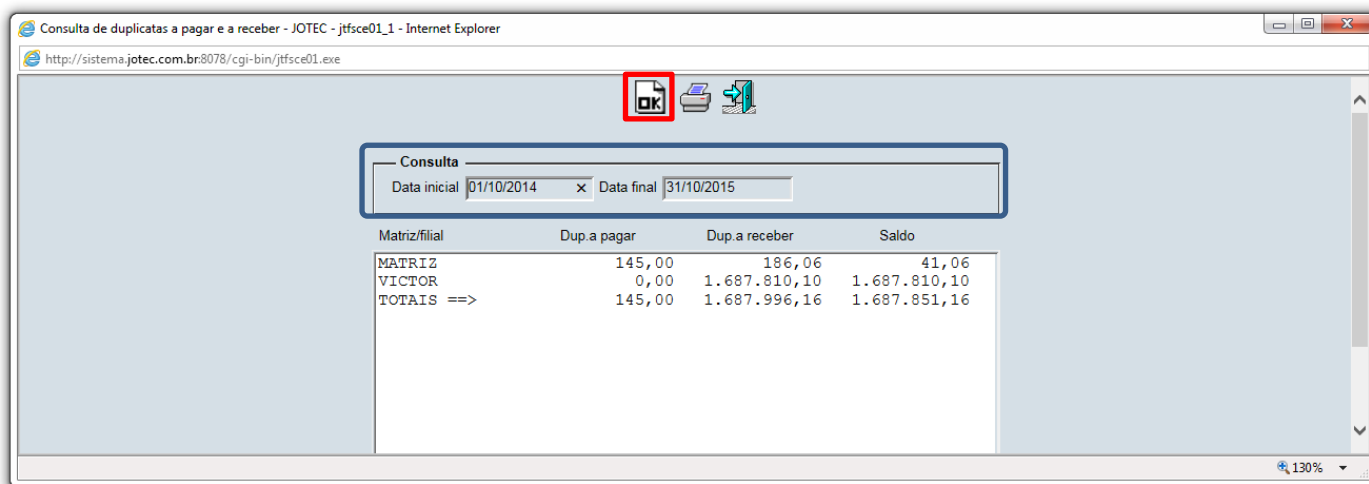 Consulta de duplicatas a pagar e a receber - JOTEC - jtfsce01_1 - Internet Explorer
http://sistema.jotec.com.br:8078/cgi-bin/jtfsce01.exe
OK
Consulta
Data inicial 01/10/2014 × Data final 31/10/2015
Matriz/filial Dup.a pagar Dup.a receber Saldo
MATRIZ 145,00 186,06 41,06
VICTOR 0,00 1.687.810,10 1.687.810,10
TOTAIS ==> 145,00 1.687.996,16 1.687.851,16
130%